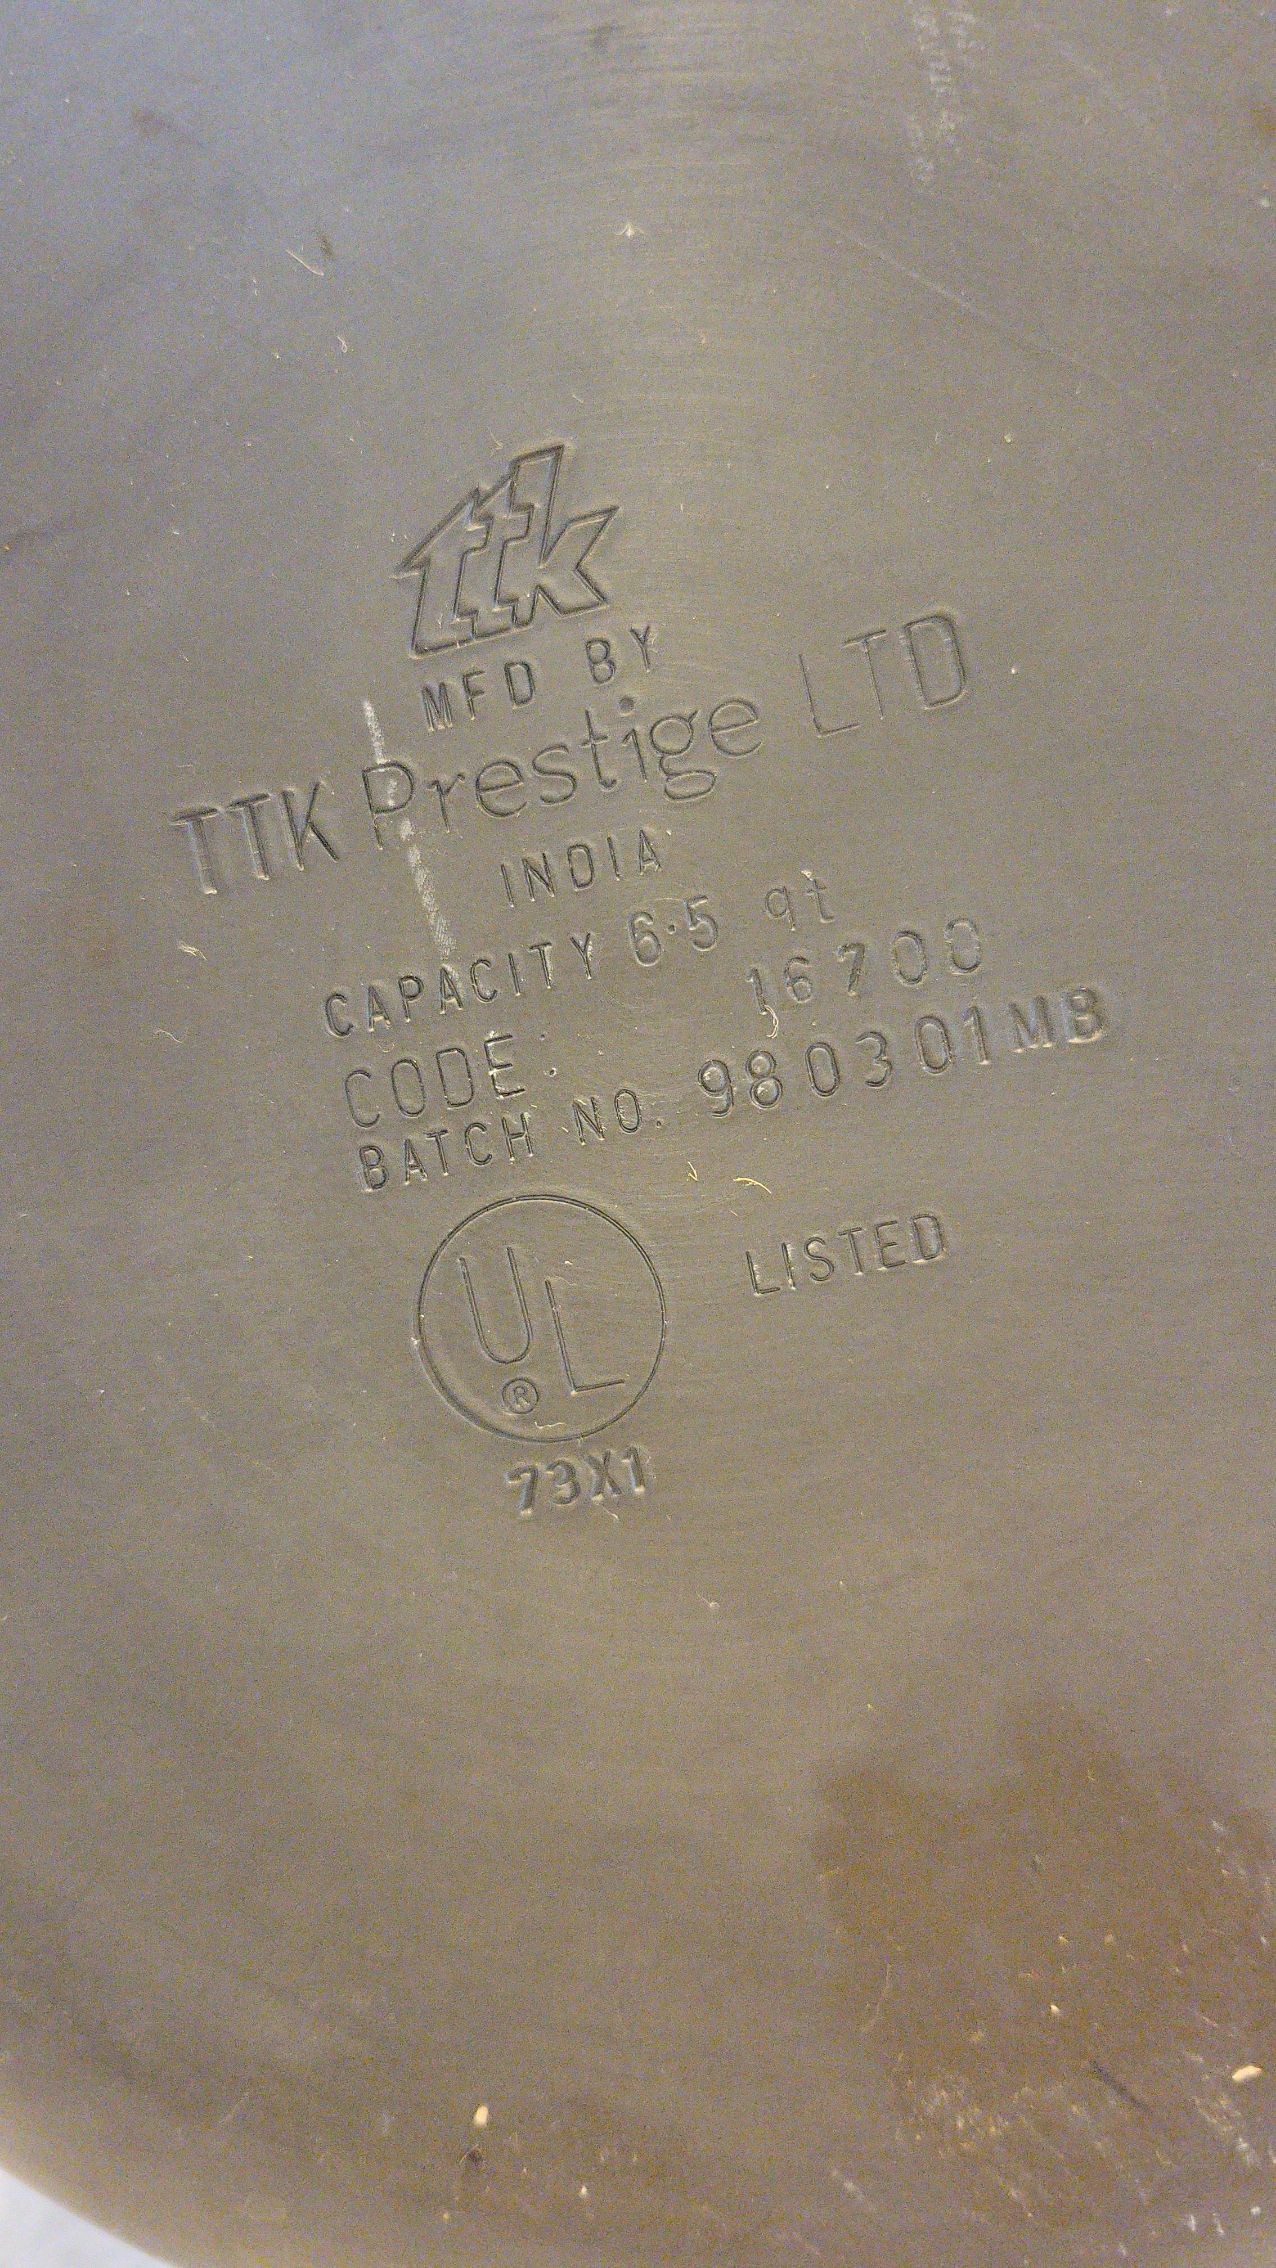 ttk
MFD BY
TTK Prestige LTD
INDIA
CAPACITY 6.5 qt
CODE: 16700
BATCH NO. 980301MB
UL ® LISTED
73X1